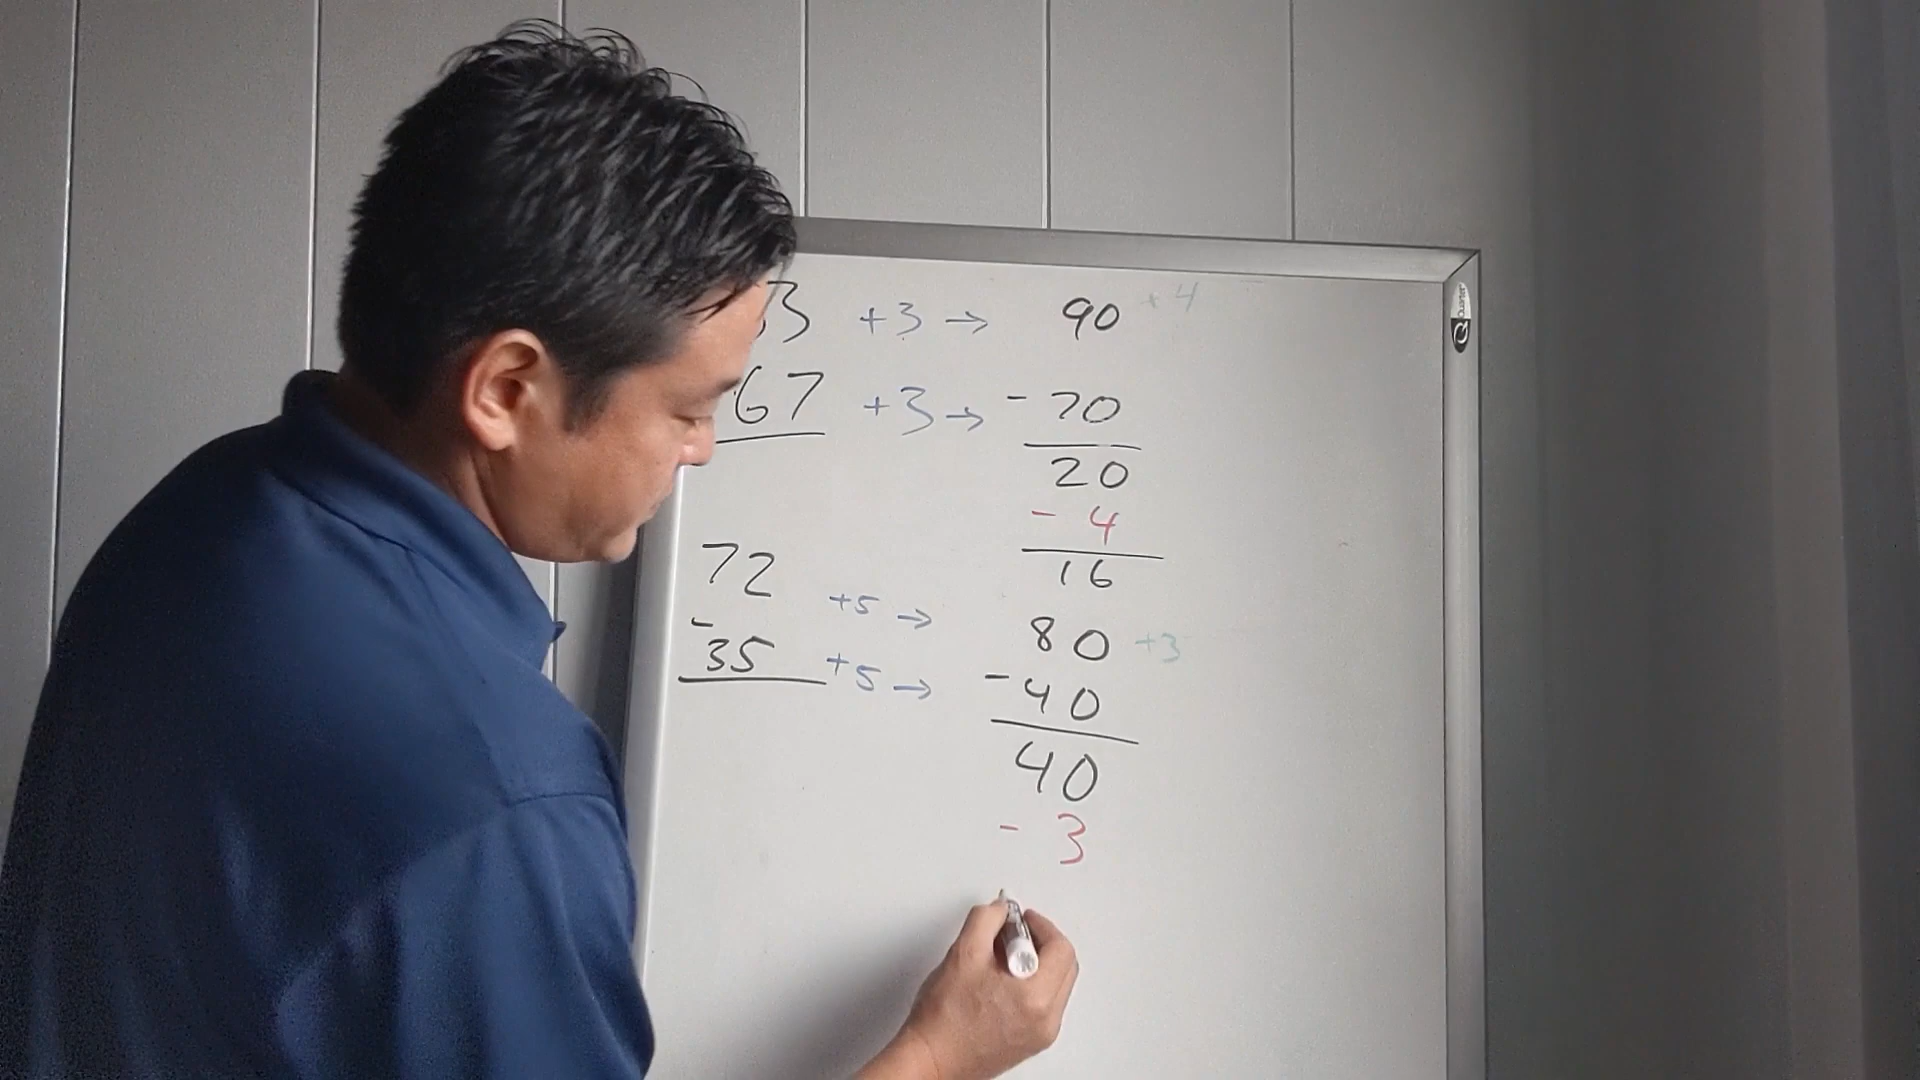 3 +3 → 90 +4
67 +3 → - 70
20
- 4
16
72 +5 → 80 +3
- 35 +5 → - 40
40
- 3
Quartet